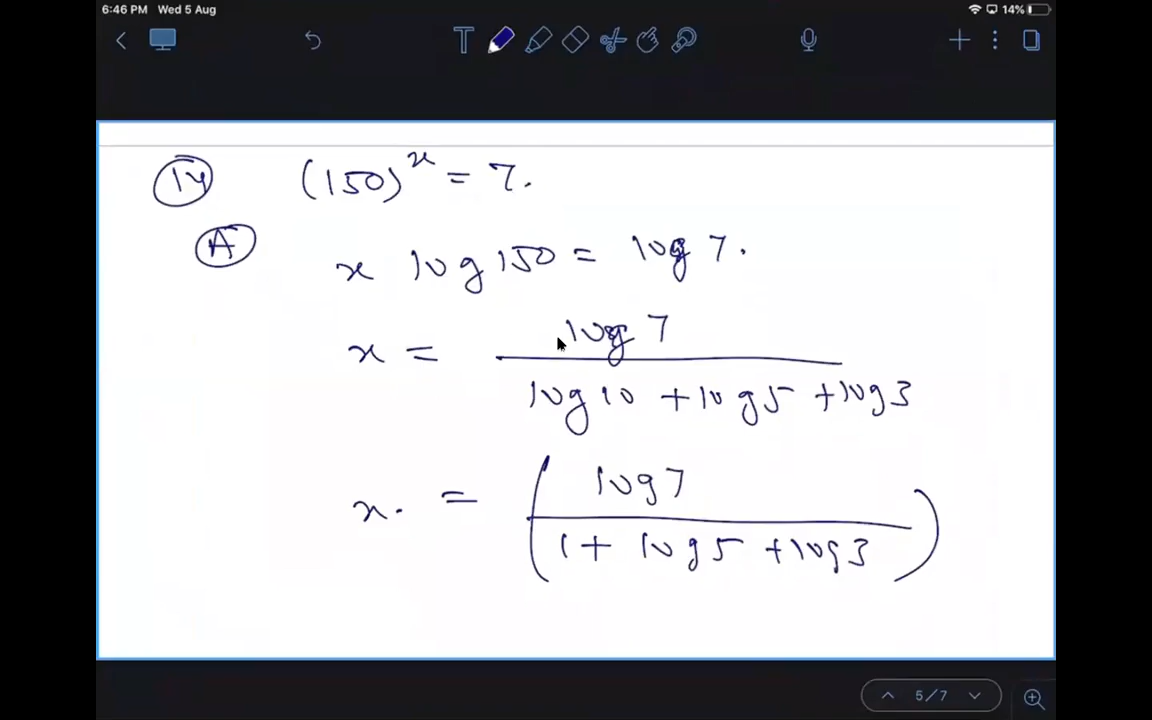 6:46 PM Wed 5 Aug 14%
T
14 (150)^x = 7.
A
x log 150 = log 7.
x = log 7 / log 10 + log 5 + log 3
x. = ( log 7 / 1 + log 5 + log 3 )
5/7